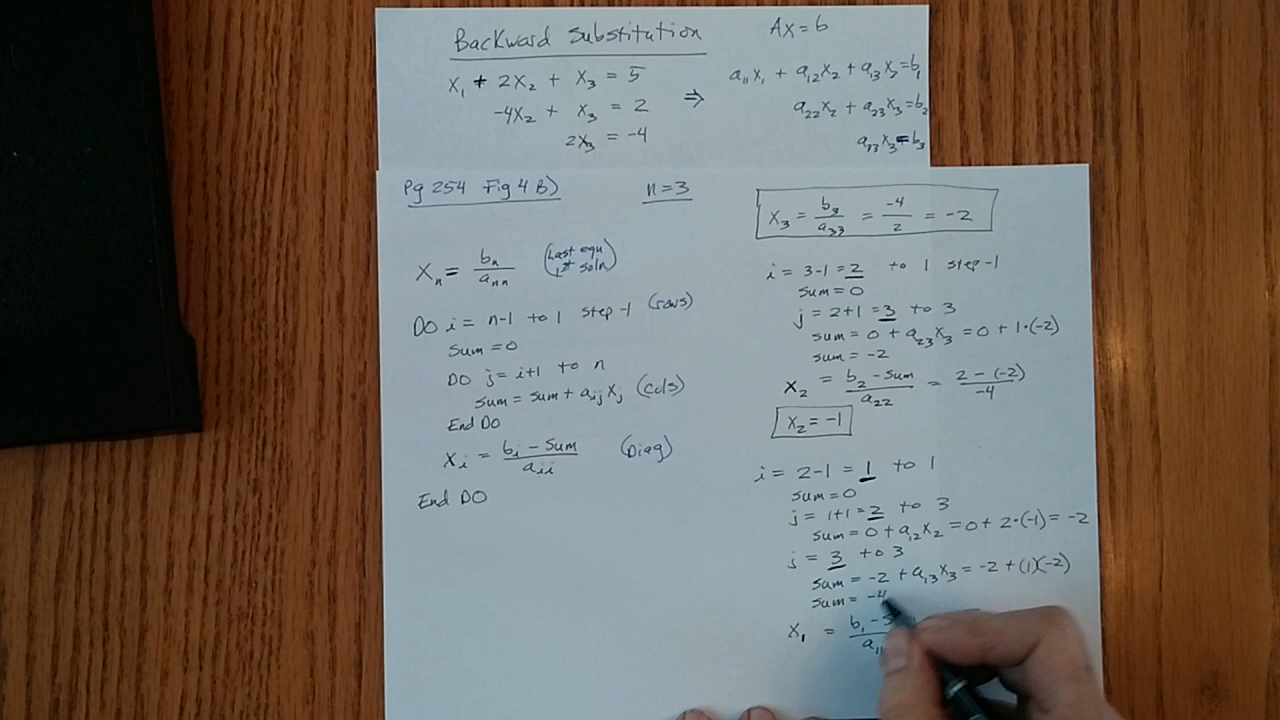 Backward Substitution
Ax = b
x₁ + 2x₂ + x₃ = 5
-4x₂ + x₃ = 2
2x₃ = -4
⇒
a₁₁x₁ + a₁₂x₂ + a₁₃x₃ = b₁
a₂₂x₂ + a₂₃x₃ = b₂
a₃₃x₃ = b₃
Pg 254 Fig 4 B)
n=3
xₙ = bₙ/aₙₙ (Last equ
1st soln)
DO i = n-1 to 1 step -1 (rows)
sum=0
DO j = i+1 to n
sum = sum + aᵢⱼ xⱼ (cols)
End DO
xᵢ = (bᵢ - sum)/aᵢᵢ (Diag)
End DO
x₃ = b₃/a₃₃ = -4/2 = -2
i = 3-1 = 2 to 1 step -1
sum=0
j = 2+1 = 3 to 3
sum = 0 + a₂₃x₃ = 0 + 1·(-2)
sum = -2
x₂ = (b₂ - sum)/a₂₂ = (2 - (-2))/-4
x₂ = -1
i = 2-1 = 1 to 1
sum=0
j = 1+1 = 2 to 3
sum = 0 + a₁₂x₂ = 0 + 2·(-1) = -2
j = 3 to 3
sum = -2 + a₁₃x₃ = -2 + (1)(-2)
sum = -4
x₁ = b₁ - s
a₁₁